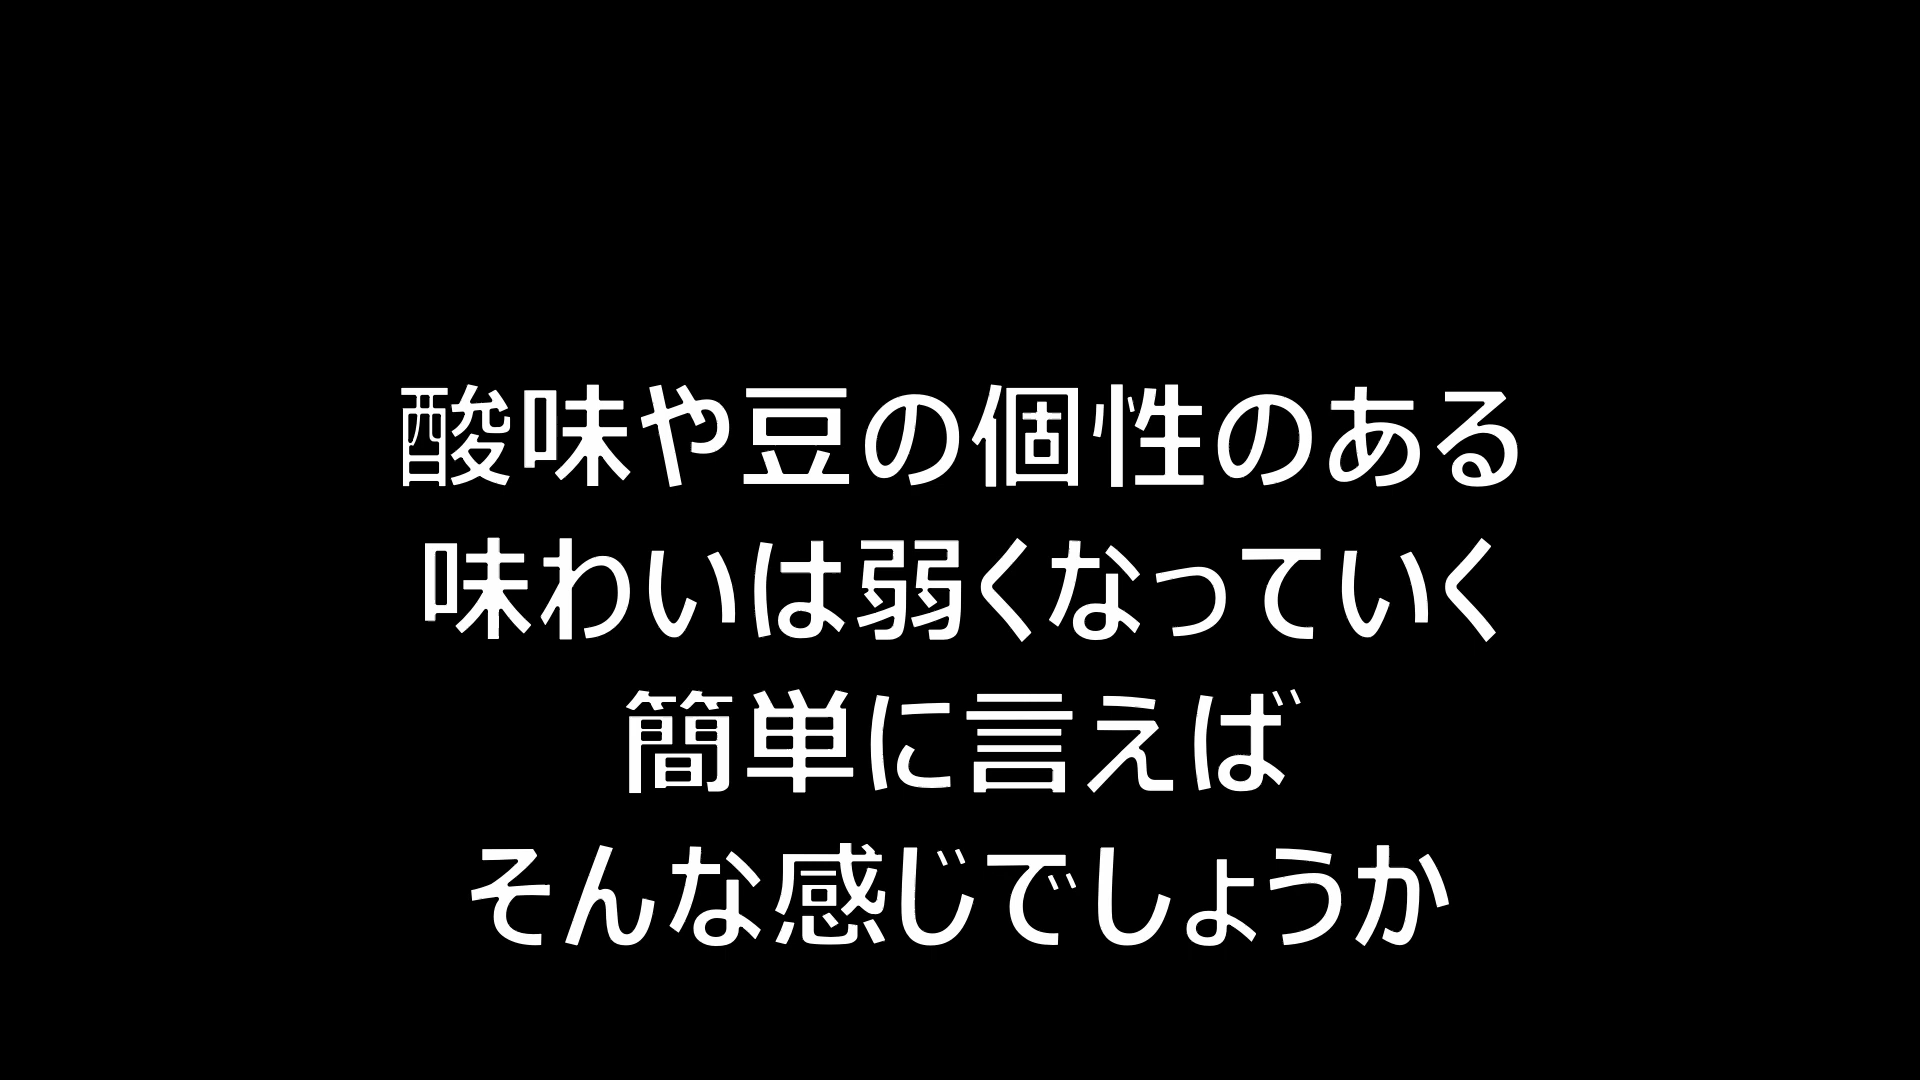 酸味や豆の個性のある
味わいは弱くなっていく
簡単に言えば
そんな感じでしょうか